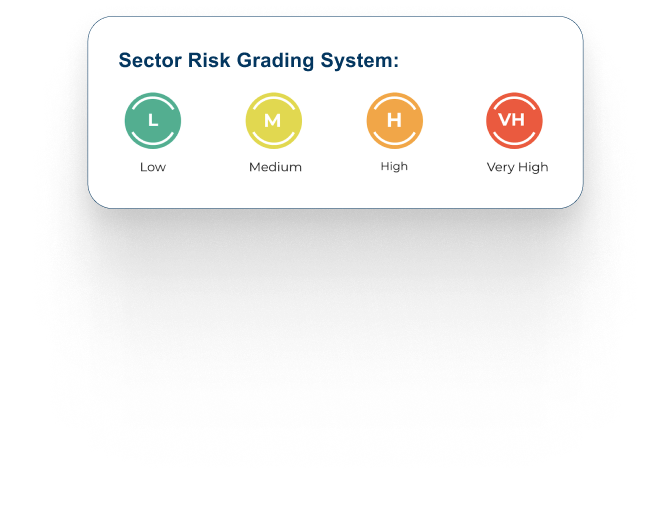 Sector Risk Grading System:
L M H VH
Low Medium High Very High